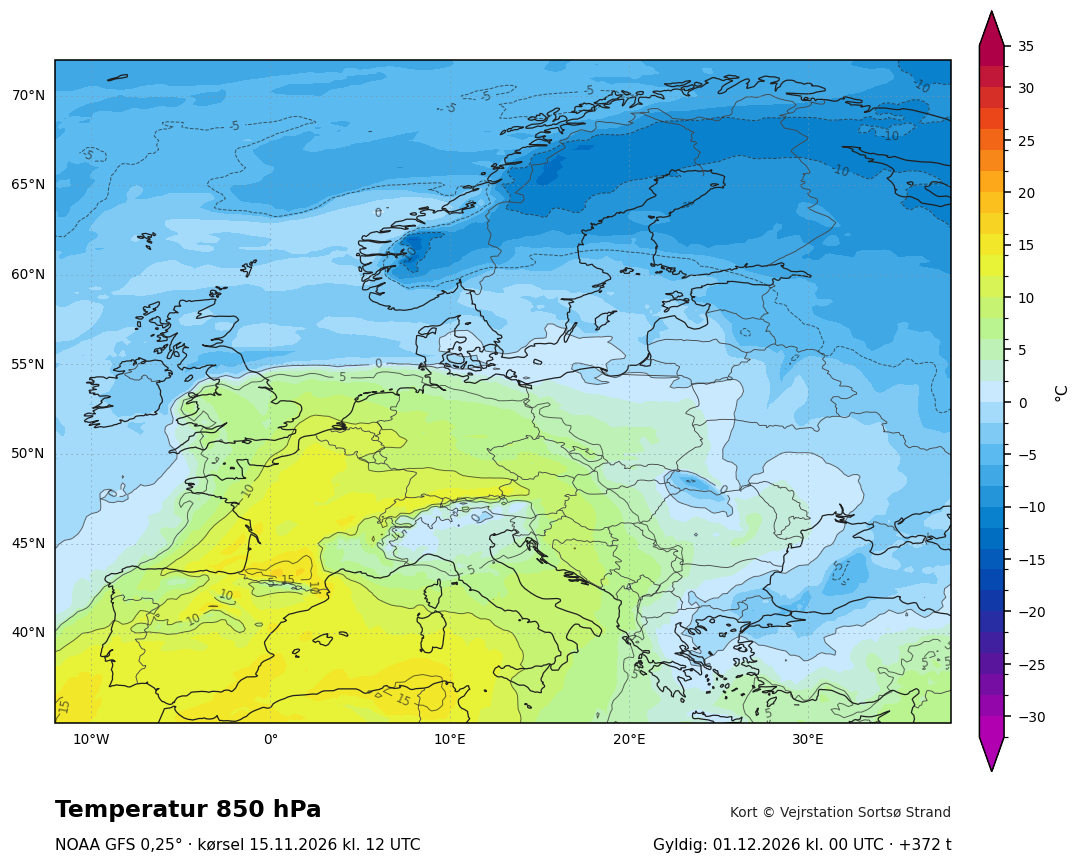 35
30
25
20
15
10
5
0
−5
−10
−15
−20
−25
−30
°C
70°N
65°N
60°N
55°N
50°N
45°N
40°N
10°W
0°
10°E
20°E
30°E
Temperatur 850 hPa
Kort © Vejrstation Sortsø Strand
NOAA GFS 0,25° · kørsel 15.11.2026 kl. 12 UTC
Gyldig: 01.12.2026 kl. 00 UTC · +372 t